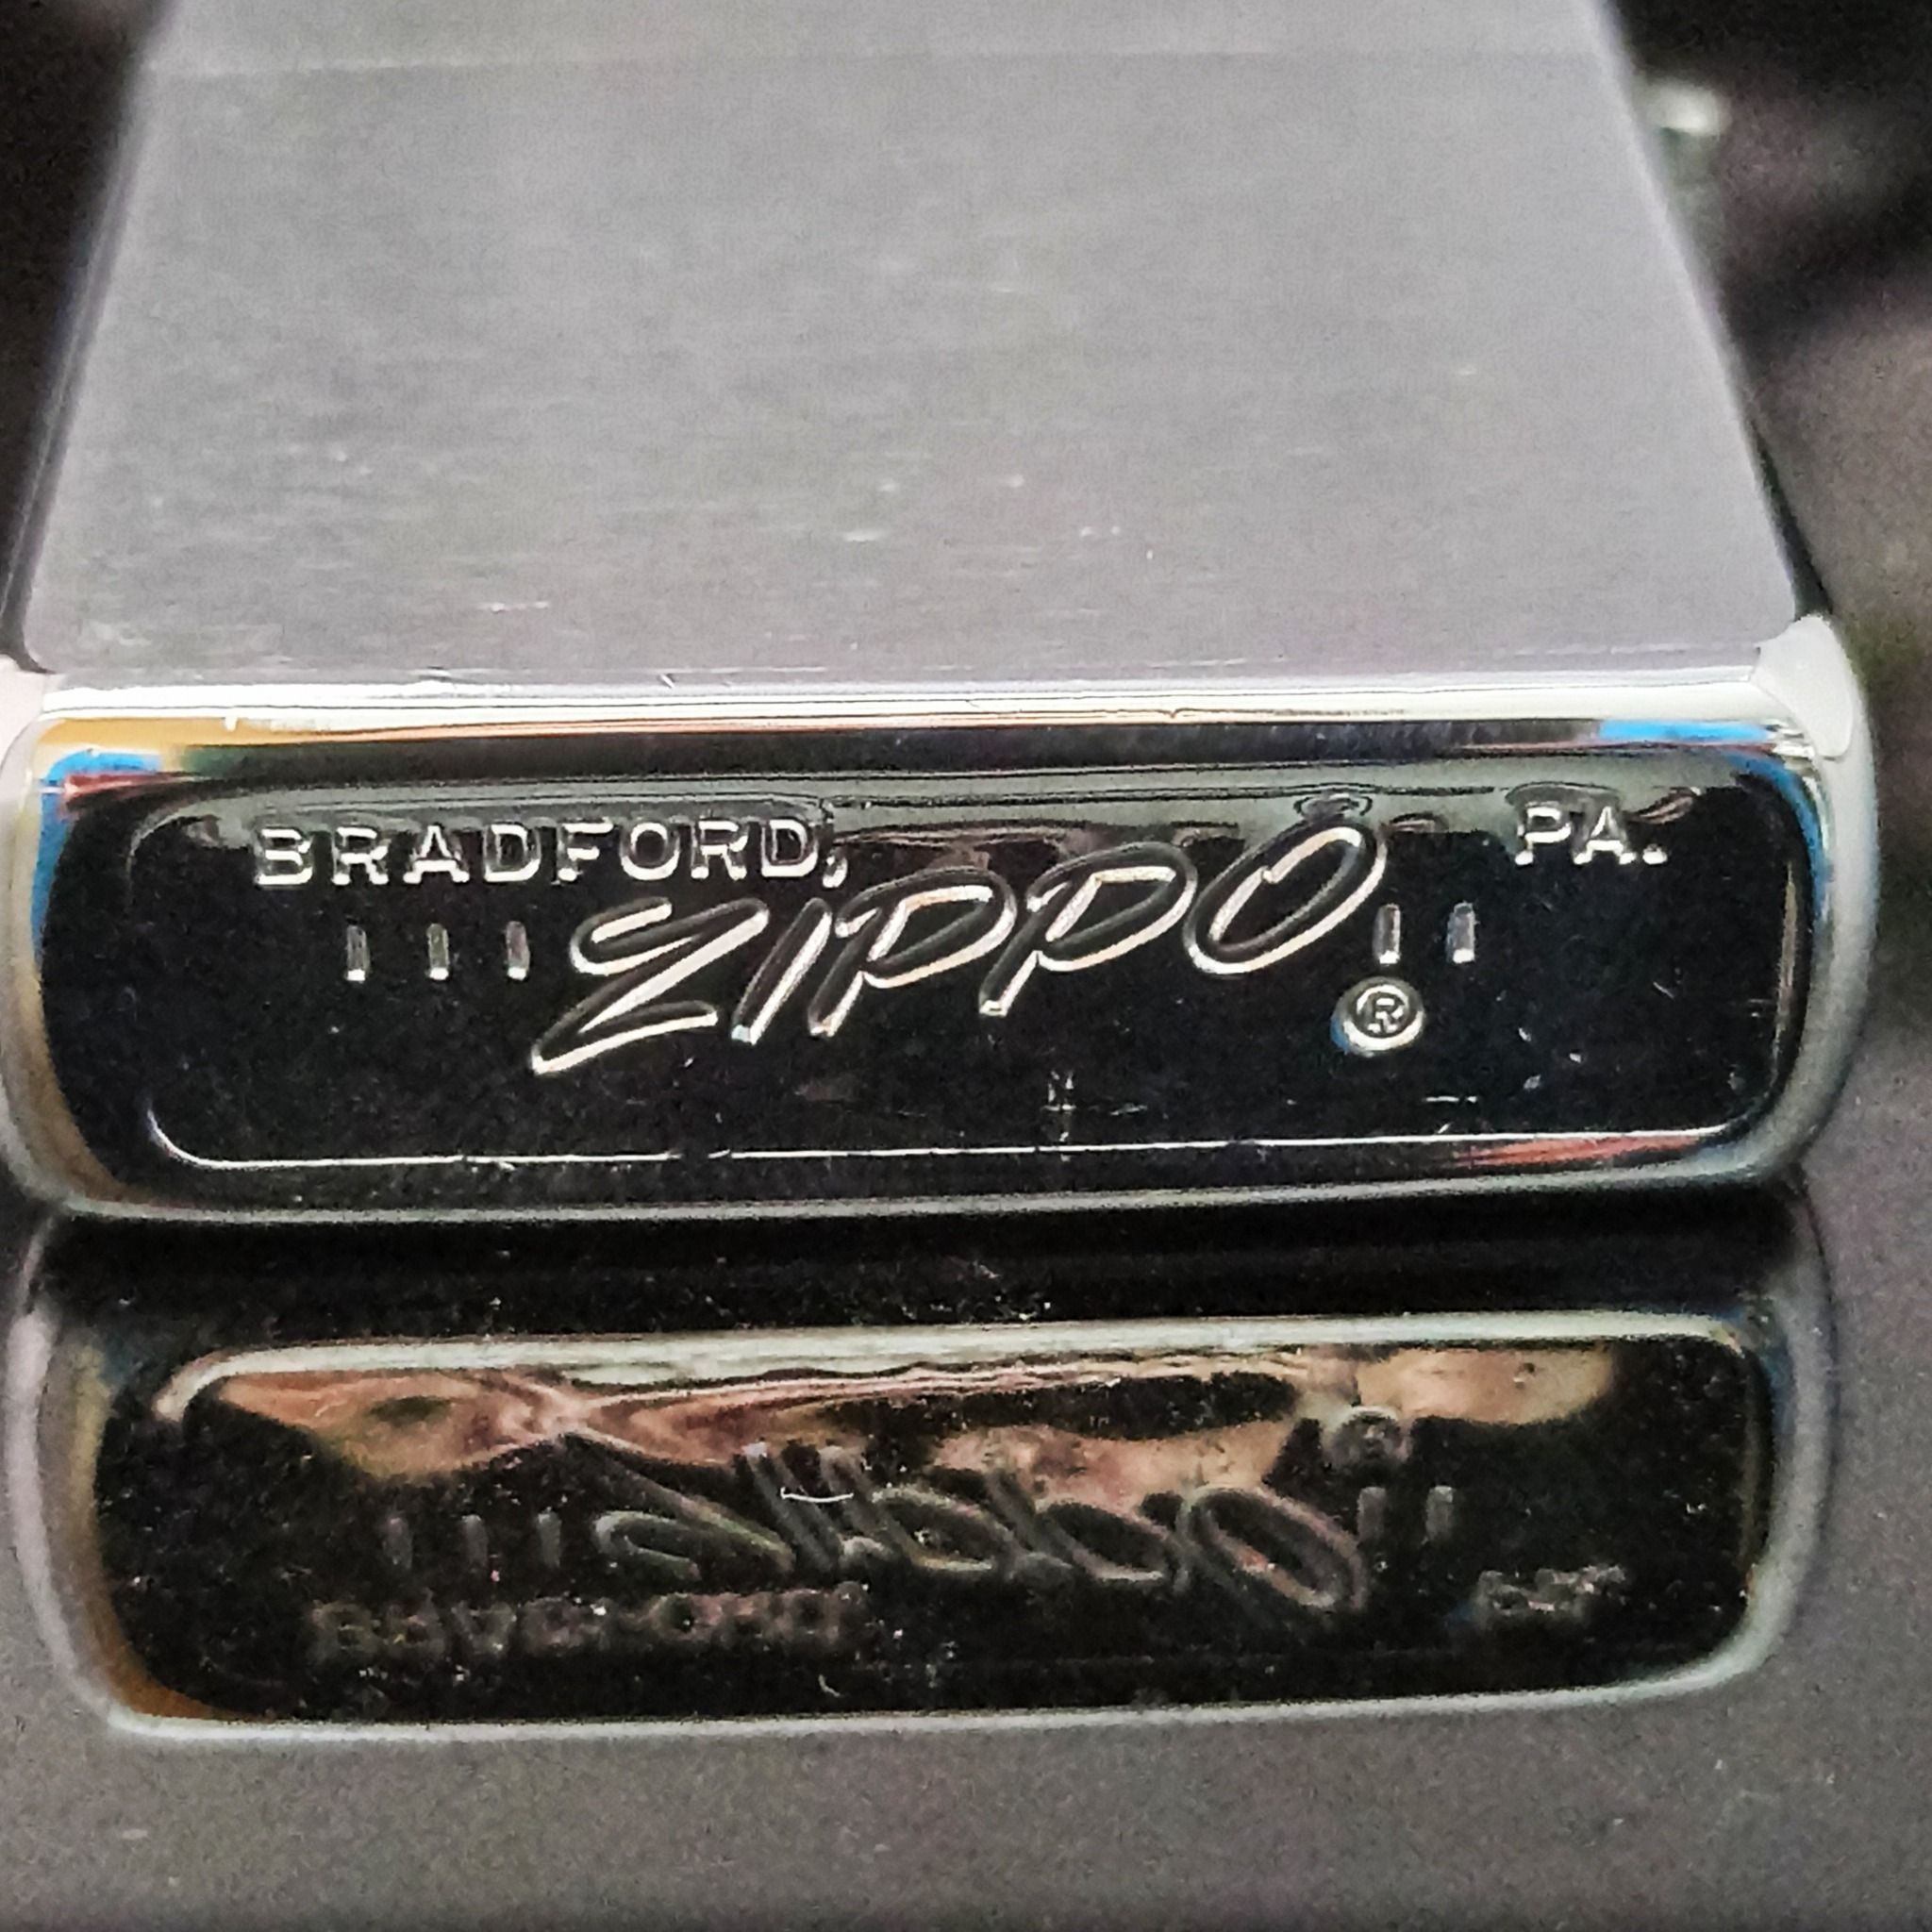 BRADFORD, PA.
||| ZIPPO ||
®